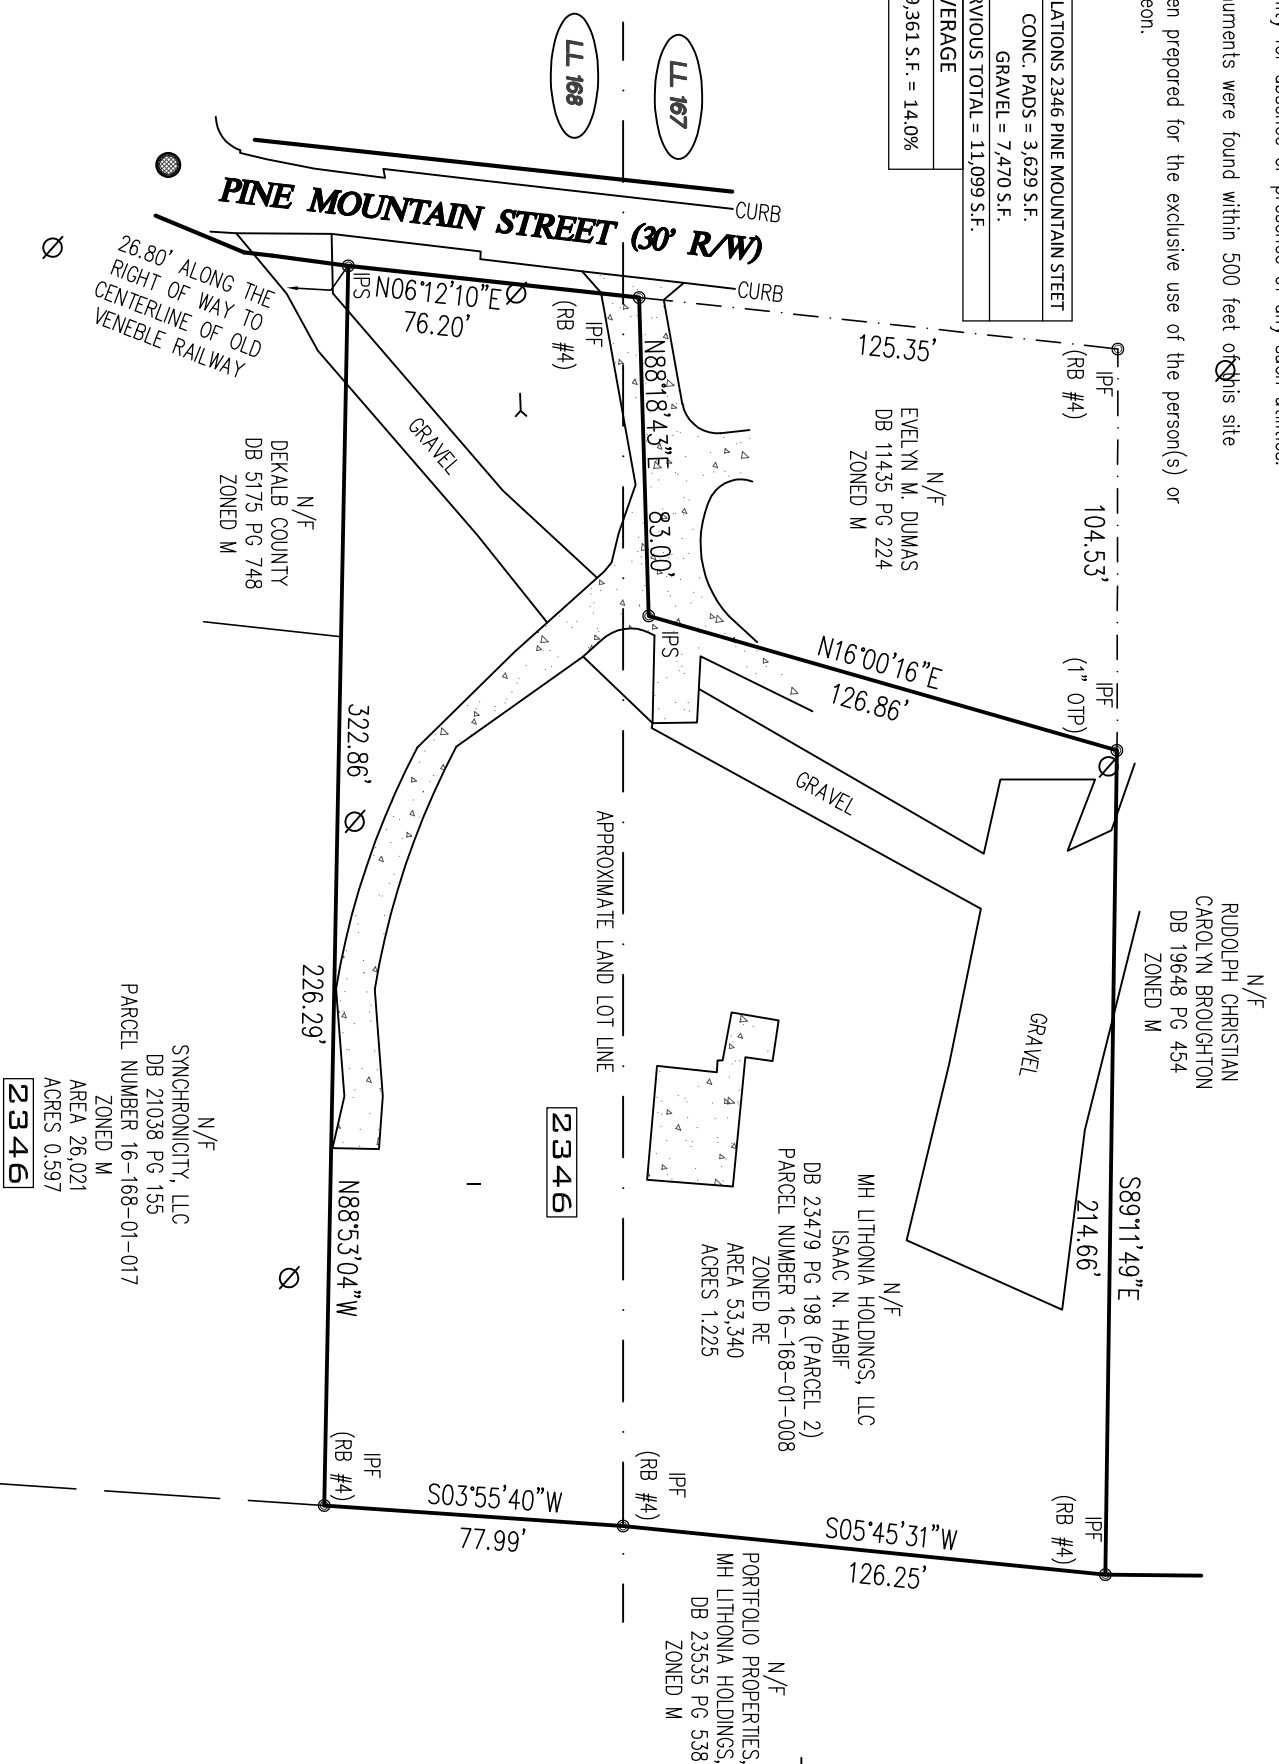 ity for absence or presence of any such utilities.
uments were found within 500 feet of this site
en prepared for the exclusive use of the person(s) or
eon.
LATIONS 2346 PINE MOUNTAIN STREET
CONC. PADS = 3,629 S.F.
GRAVEL = 7,470 S.F.
RVIOUS TOTAL = 11,099 S.F.
VERAGE
9,361 S.F. = 14.0%
LL 167
LL 168
PINE MOUNTAIN STREET (30' R/W)
CURB
CURB
26.80' ALONG THE
RIGHT OF WAY TO
CENTERLINE OF OLD
VENEBLE RAILWAY
IPS
N06°12'10"E
76.20'
IPF
(RB #4)
125.35'
IPF
(RB #4)
104.53'
IPF
(1" OTP)
N/F
EVELYN M. DUMAS
DB 11435 PG 224
ZONED M
N88°18'43"E
83.00'
IPS
N16°00'16"E
126.86'
GRAVEL
N/F
DEKALB COUNTY
DB 5175 PG 748
ZONED M
322.86'
226.29'
N88°53'04"W
GRAVEL
GRAVEL
APPROXIMATE LAND LOT LINE
N/F
RUDOLPH CHRISTIAN
CAROLYN BROUGHTON
DB 19648 PG 454
ZONED M
S89°11'49"E
214.66'
2346
N/F
MH LITHONIA HOLDINGS, LLC
ISAAC N. HABIF
DB 23479 PG 198 (PARCEL 2)
PARCEL NUMBER 16-168-01-008
ZONED RE
AREA 53,340
ACRES 1.225
N/F
SYNCHRONICITY, LLC
DB 21038 PG 155
PARCEL NUMBER 16-168-01-017
ZONED M
AREA 26,021
ACRES 0.597
2346
IPF
(RB #4)
S03°55'40"W
77.99'
IPF
(RB #4)
S05°45'31"W
126.25'
IPF
(RB #4)
N/F
PORTFOLIO PROPERTIES,
MH LITHONIA HOLDINGS,
DB 23535 PG 538
ZONED M